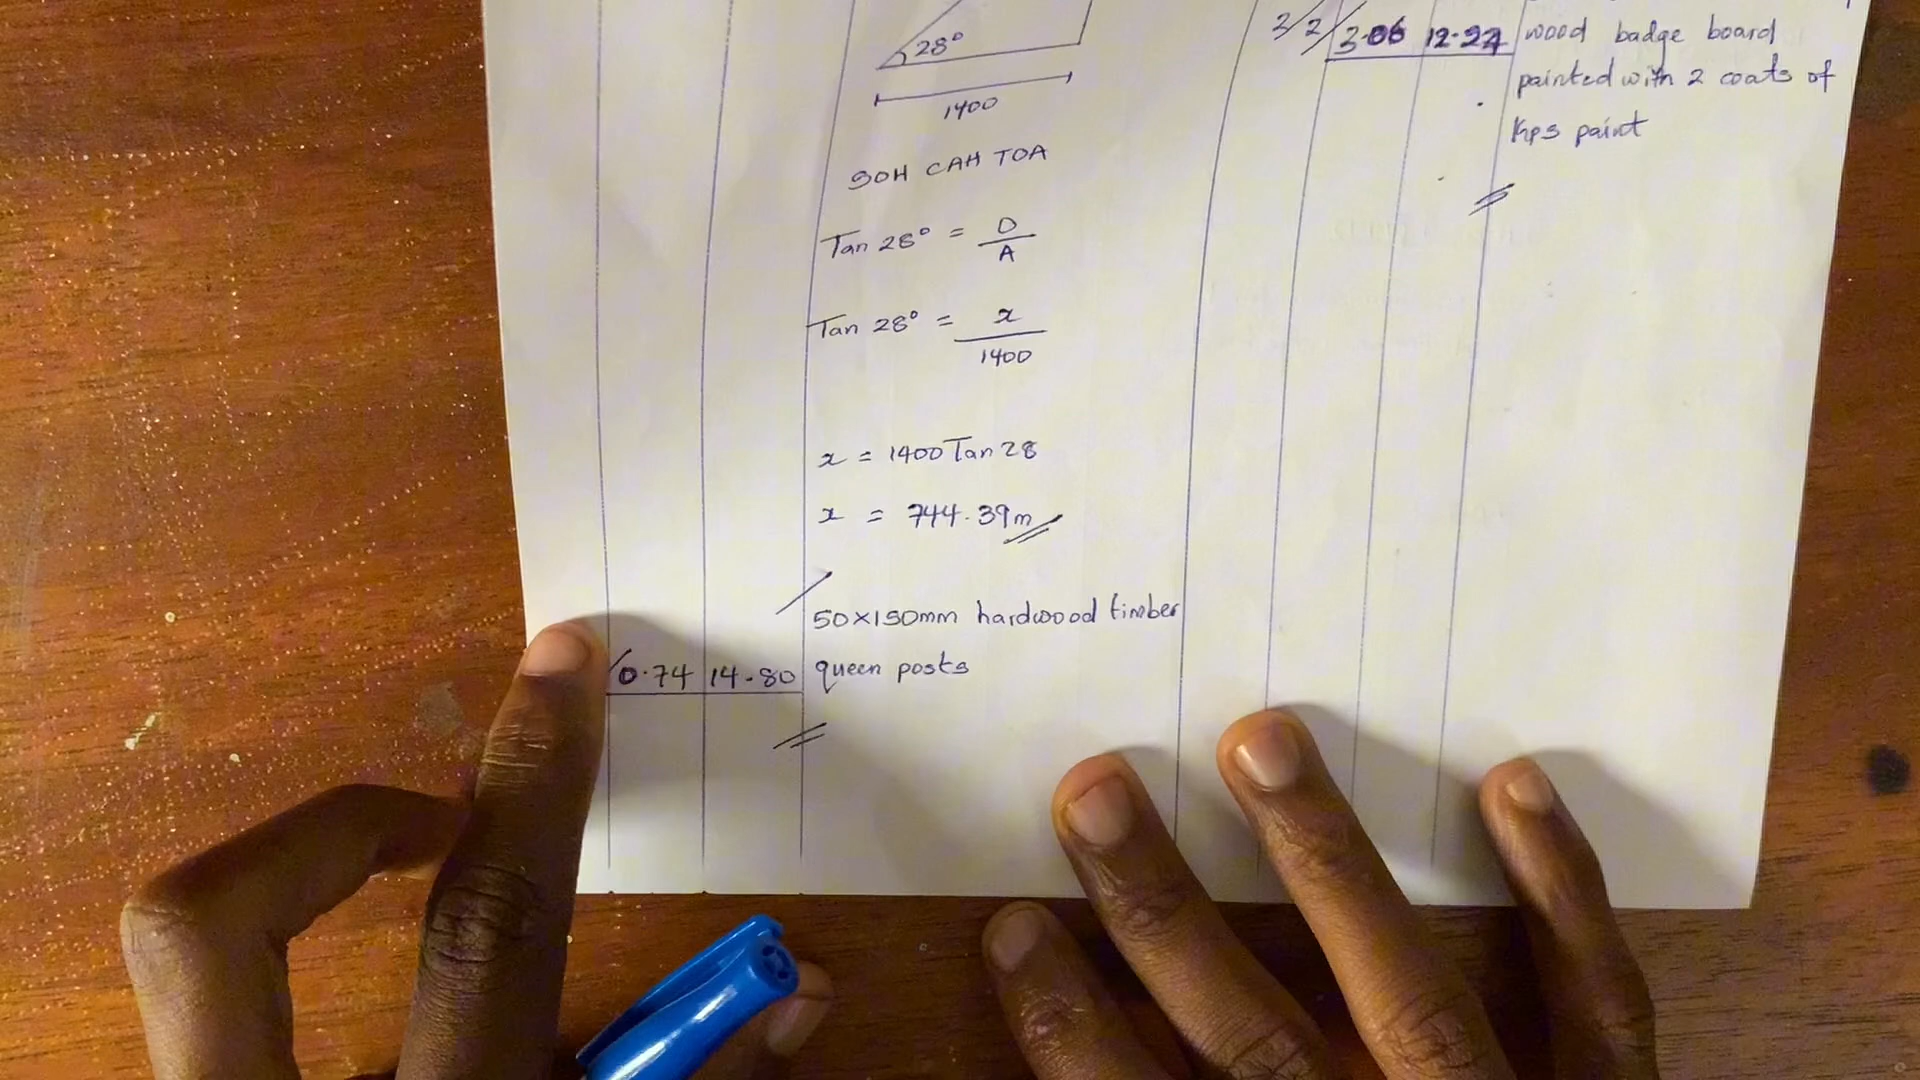 28°
1400
SOH CAH TOA
Tan 28° = O/A
Tan 28° = x/1400
x = 1400 Tan 28
x = 744.39m
50x150mm hardwood timber
/0.74 14.80 queen posts
2/2/3.06 12.24 wood badge board
painted with 2 coats of
kps paint